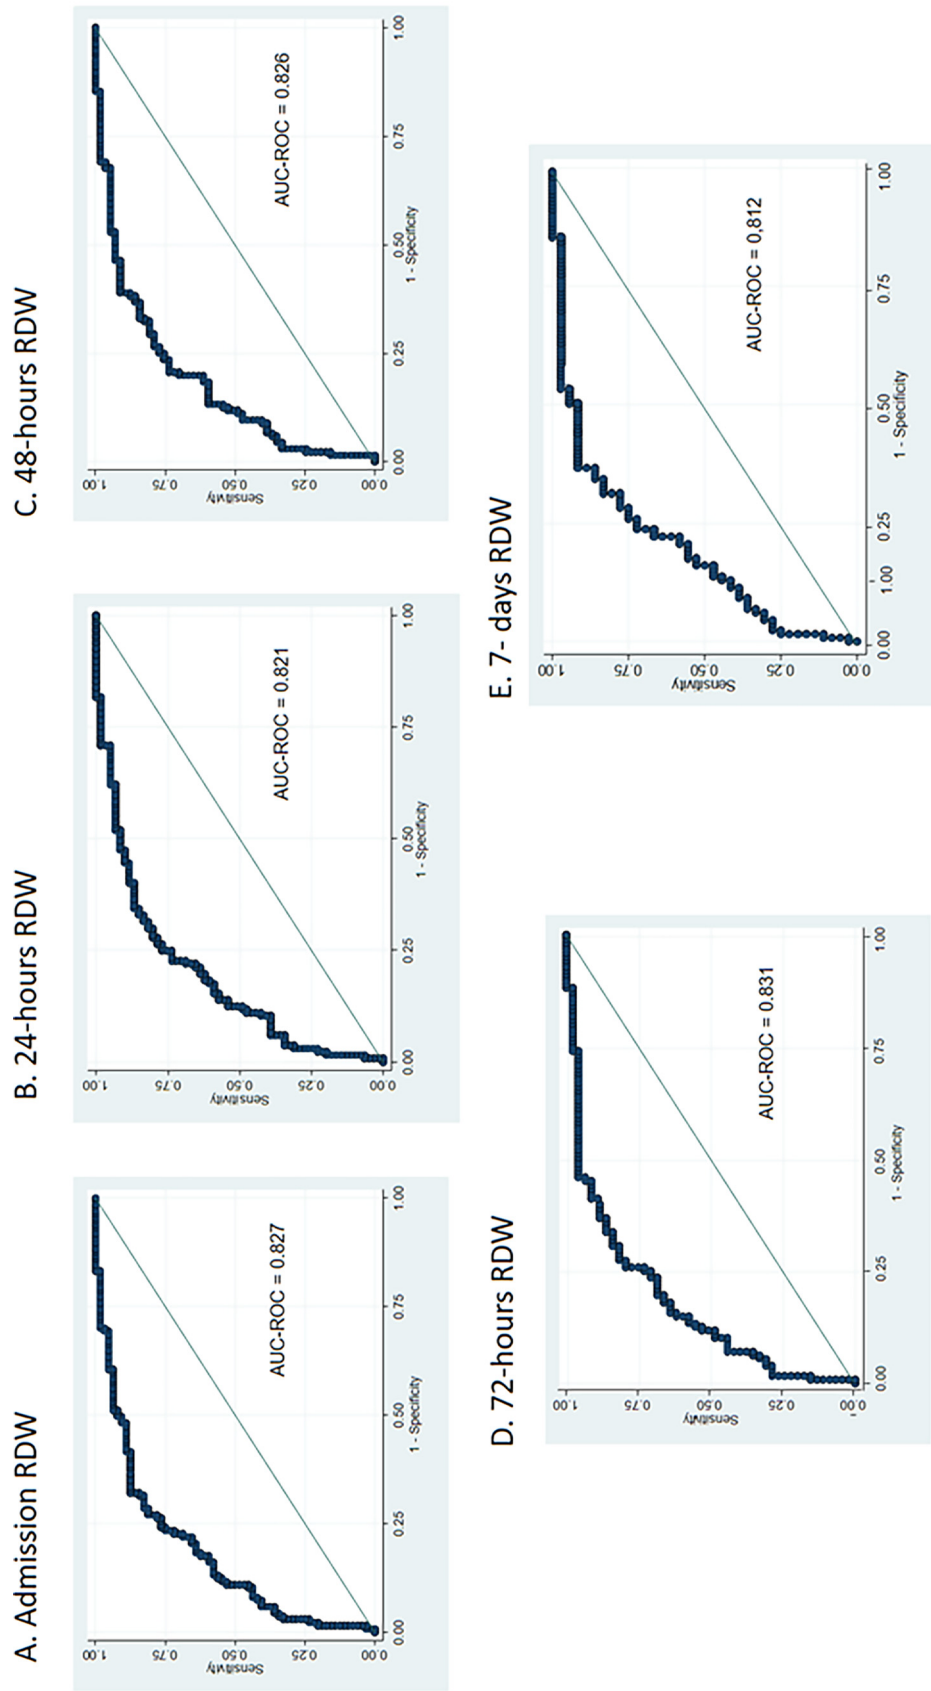 A. Admission RDW
1.00
0.75
0.50
0.25
0.00
Sensitivity
AUC-ROC = 0.827
0.00
0.25
0.50
0.75
1.00
1 - Specificity
B. 24-hours RDW
1.00
0.75
0.50
0.25
0.00
Sensitivity
AUC-ROC = 0.821
0.00
0.25
0.50
0.75
1.00
1 - Specificity
C. 48-hours RDW
1.00
0.75
0.50
0.25
0.00
Sensitivity
AUC-ROC = 0.826
0.00
0.25
0.50
0.75
1.00
1 - Specificity
D. 72-hours RDW
1.00
0.75
0.50
0.25
0.00
Sensitivity
AUC-ROC = 0.831
0.00
0.25
0.50
0.75
1.00
1 - Specificity
E. 7- days RDW
1.00
0.75
0.50
0.25
0.00
Sensitivity
AUC-ROC = 0,812
0.00
1.00
0.25
0.50
0.75
1.00
1 - Specificity